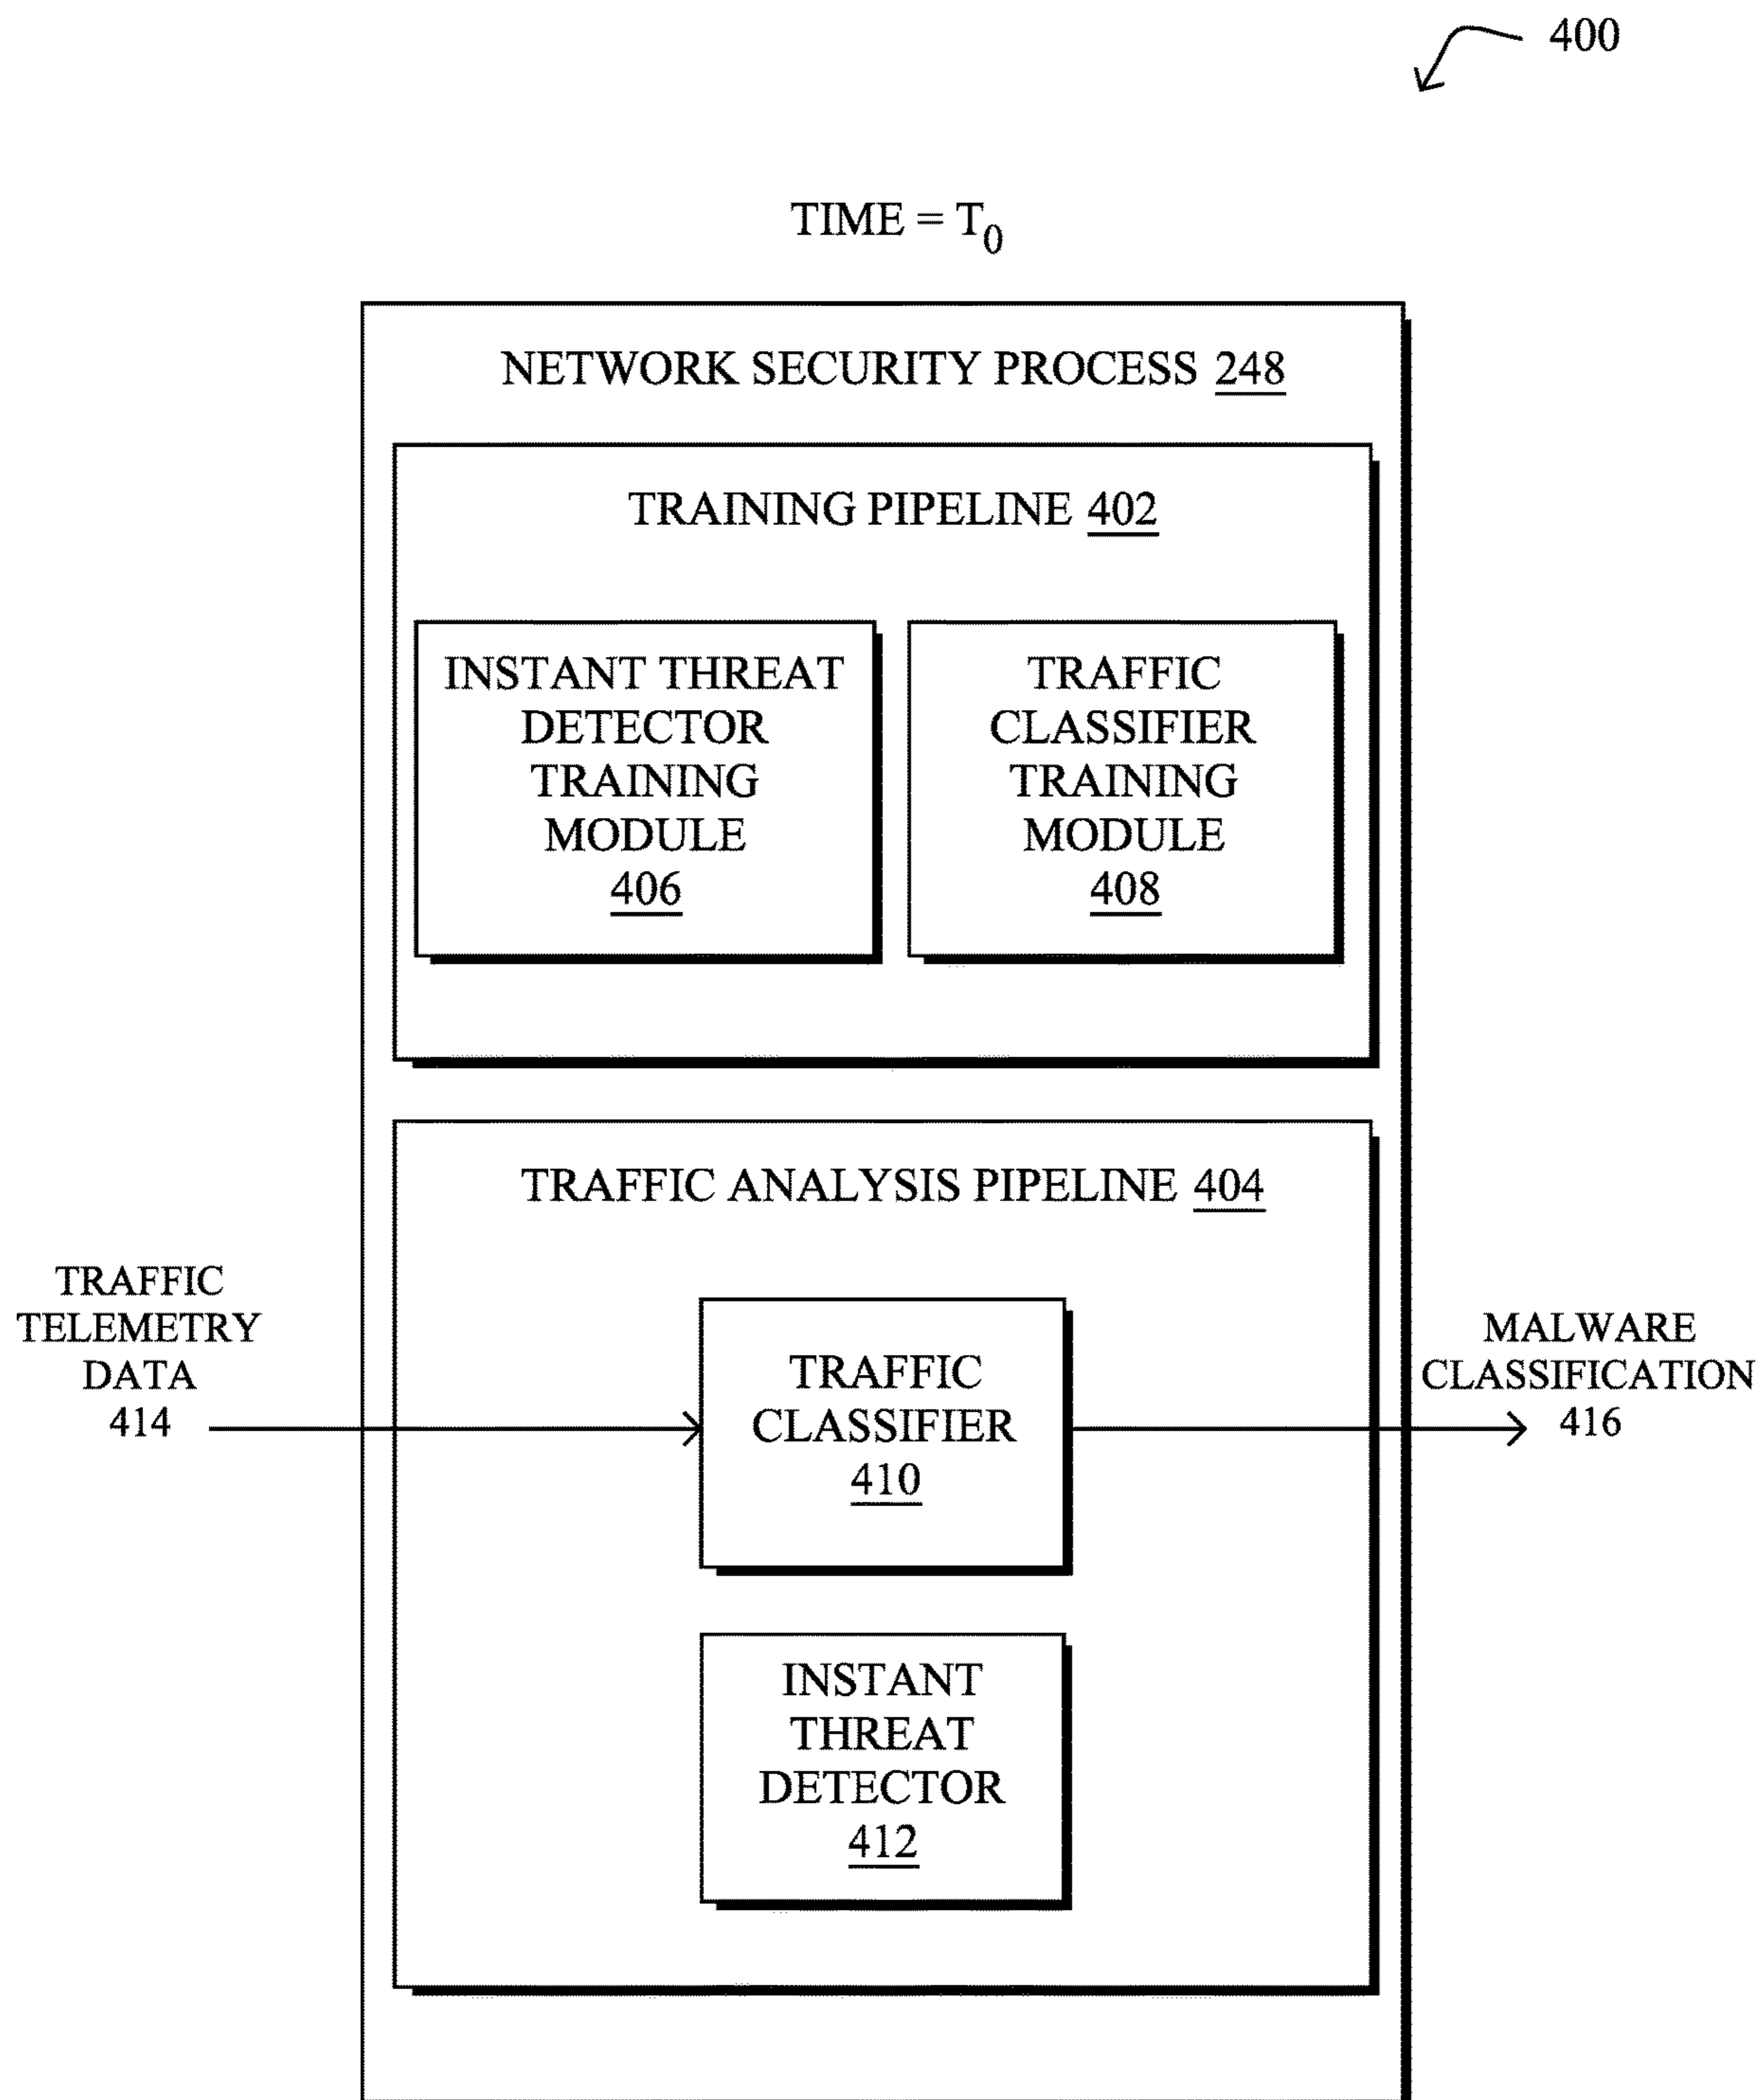 400
TIME = T0
NETWORK SECURITY PROCESS 248
TRAINING PIPELINE 402
INSTANT THREAT
DETECTOR
TRAINING
MODULE
406
TRAFFIC
CLASSIFIER
TRAINING
MODULE
408
TRAFFIC ANALYSIS PIPELINE 404
TRAFFIC
TELEMETRY
DATA
414
TRAFFIC
CLASSIFIER
410
MALWARE
CLASSIFICATION
416
INSTANT
THREAT
DETECTOR
412